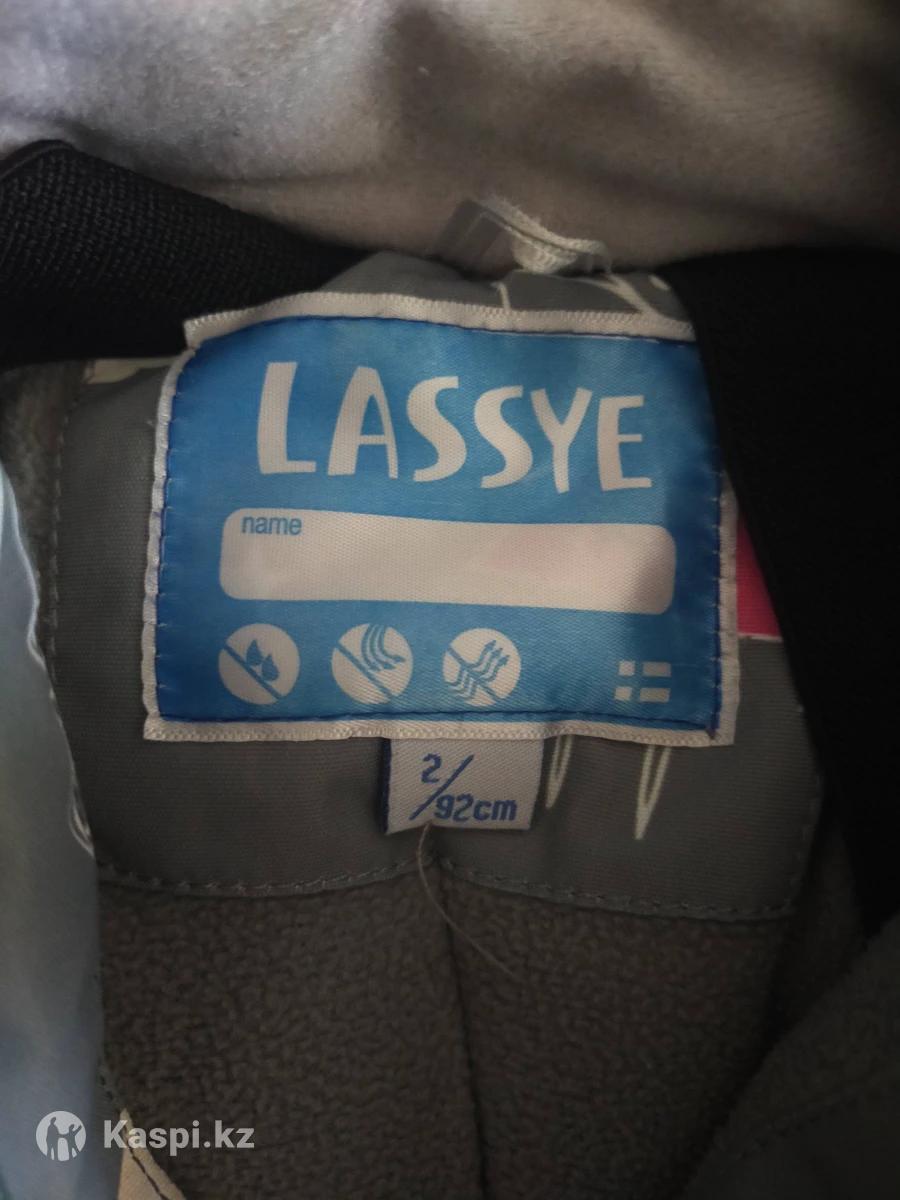 LASSYE
name
2/92cm
Kaspi.kz